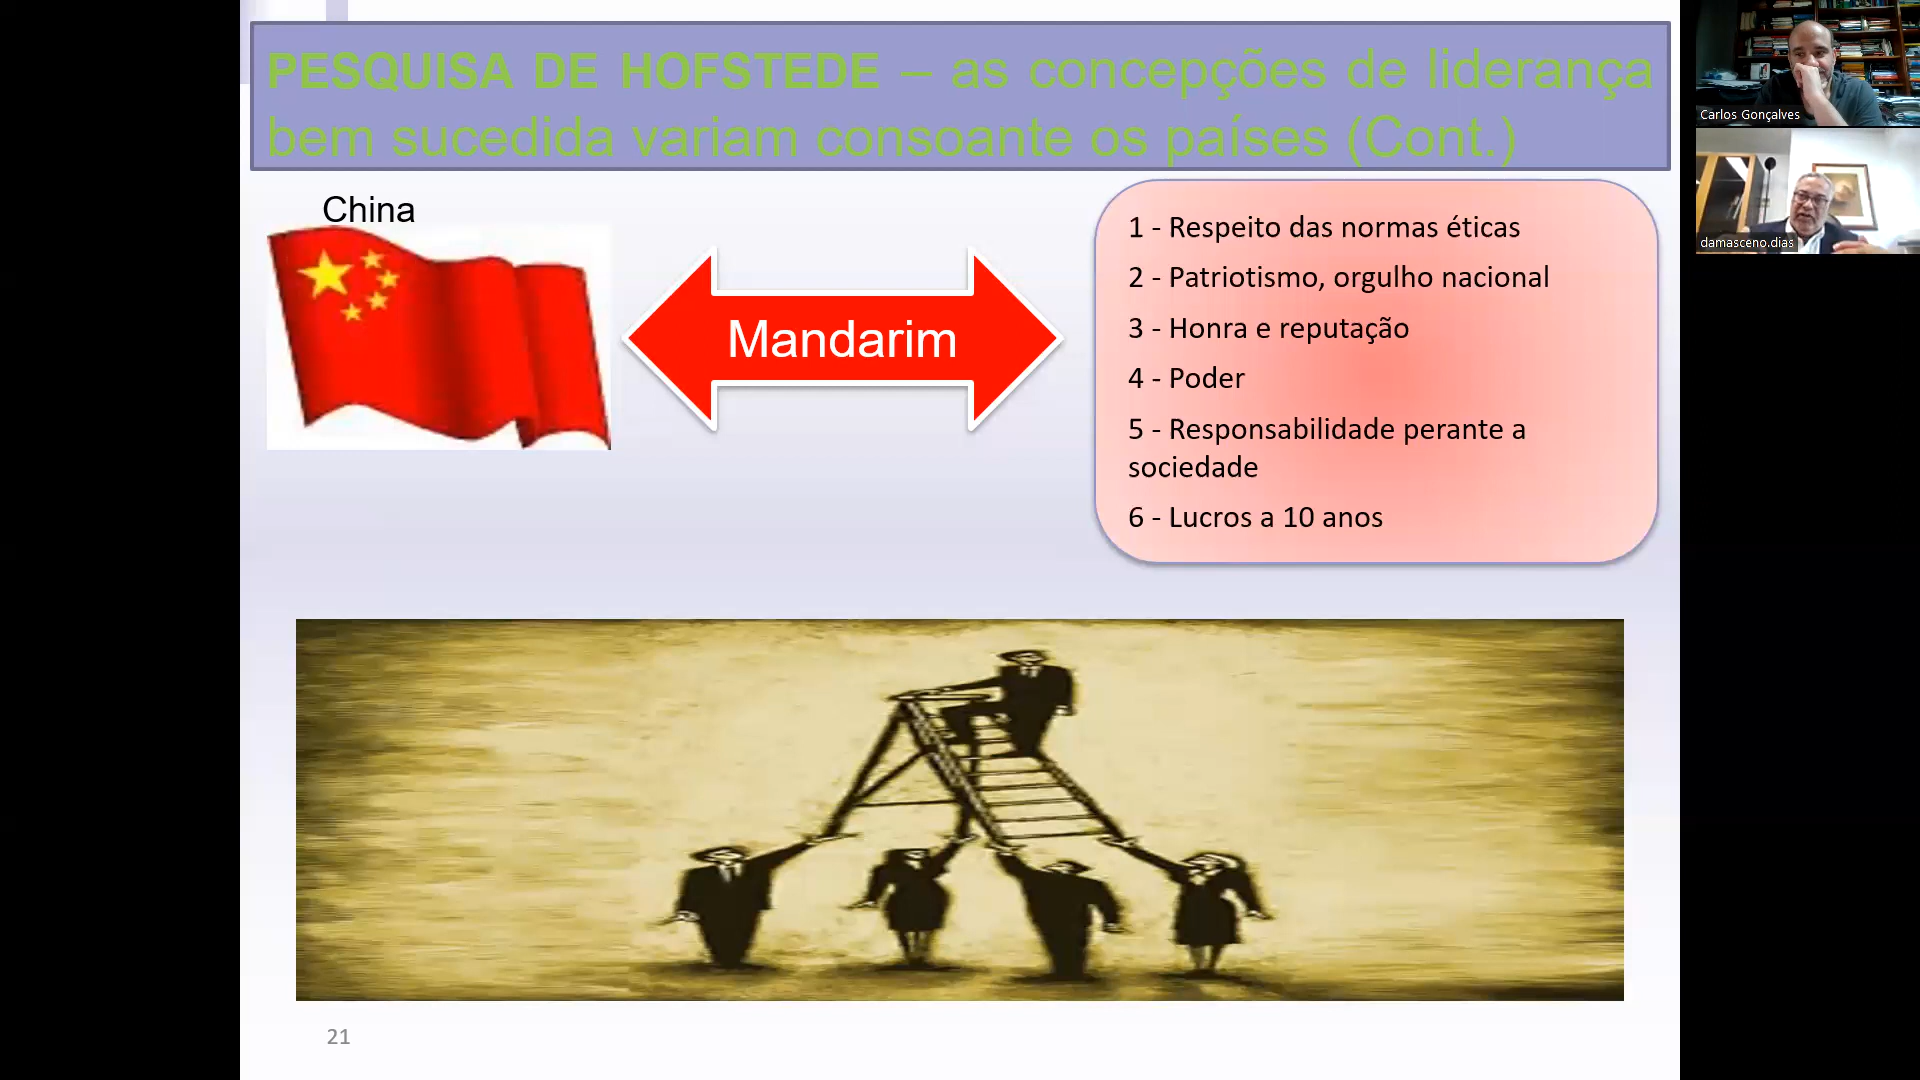 PESQUISA DE HOFSTEDE – as concepções de liderança
bem sucedida variam consoante os países (Cont.)
China
Mandarim
1 - Respeito das normas éticas
2 - Patriotismo, orgulho nacional
3 - Honra e reputação
4 - Poder
5 - Responsabilidade perante a
sociedade
6 - Lucros a 10 anos
21
Carlos Gonçalves
damasceno.dias